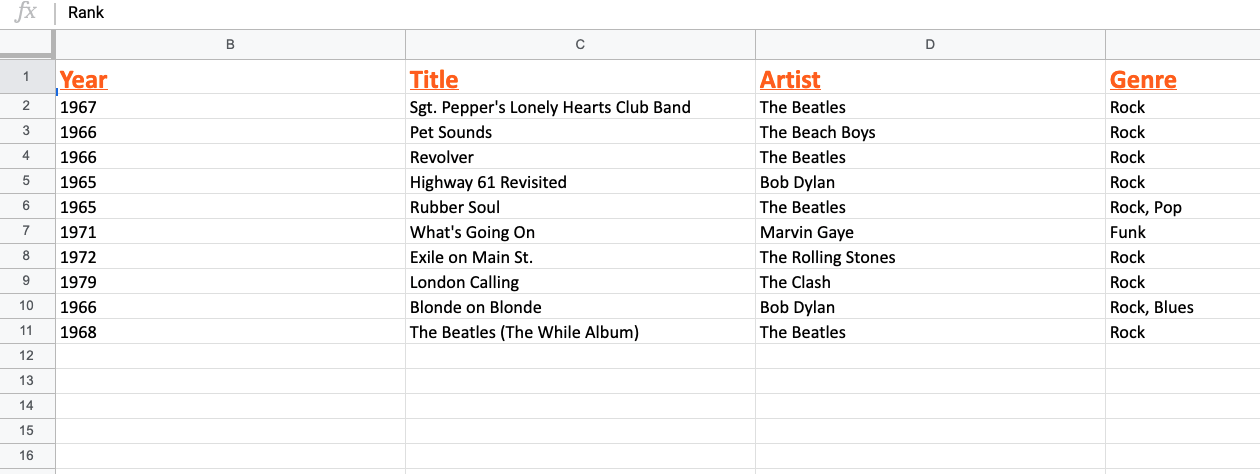 fx Rank
B C D
1 Year Title Artist Genre
2 1967 Sgt. Pepper's Lonely Hearts Club Band The Beatles Rock
3 1966 Pet Sounds The Beach Boys Rock
4 1966 Revolver The Beatles Rock
5 1965 Highway 61 Revisited Bob Dylan Rock
6 1965 Rubber Soul The Beatles Rock, Pop
7 1971 What's Going On Marvin Gaye Funk
8 1972 Exile on Main St. The Rolling Stones Rock
9 1979 London Calling The Clash Rock
10 1966 Blonde on Blonde Bob Dylan Rock, Blues
11 1968 The Beatles (The While Album) The Beatles Rock
12
13
14
15
16